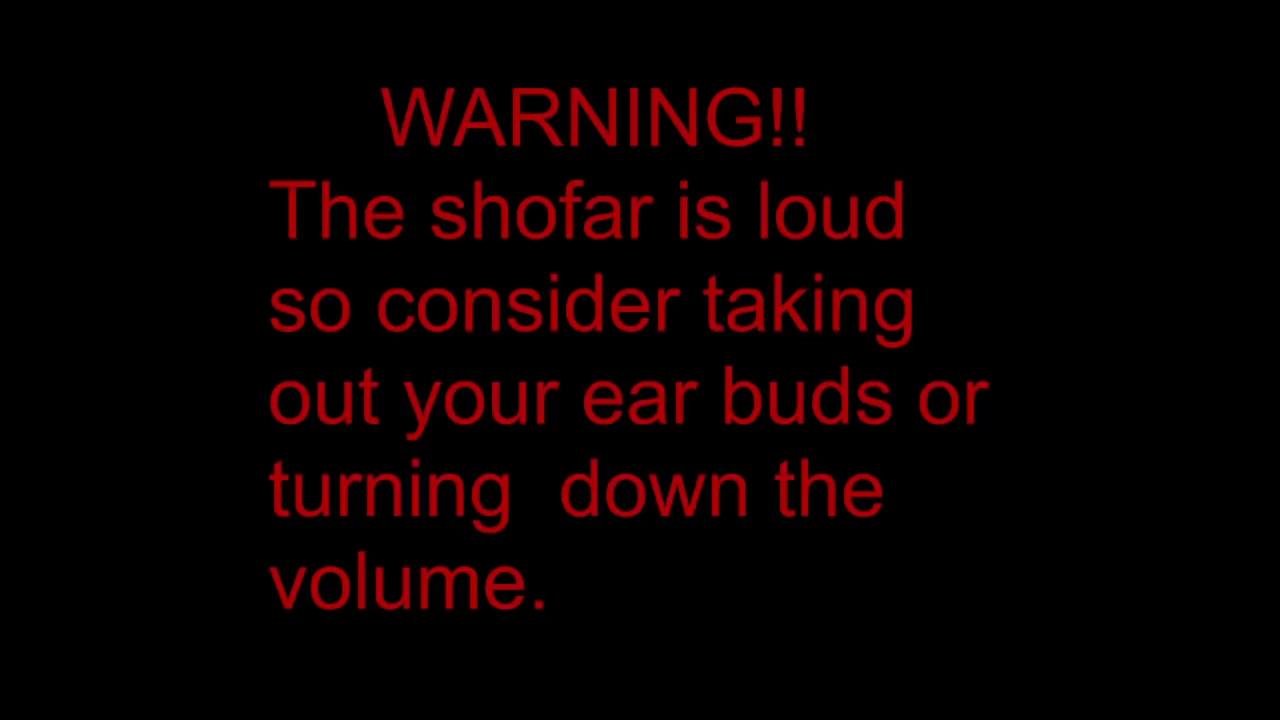 WARNING!!
The shofar is loud
so consider taking
out your ear buds or
turning  down the
volume.